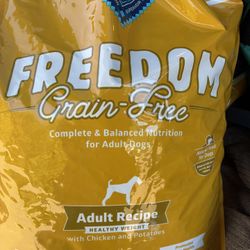 FREEDOM
Grain-Free
Complete & Balanced Nutrition
for Adult Dogs
Adult Recipe
HEALTHY WEIGHT
with Chicken and Potatoes